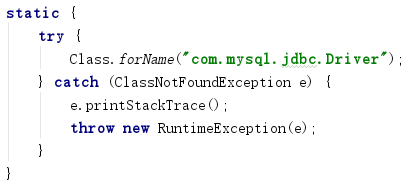 static {
    try {
        Class.forName("com.mysql.jdbc.Driver");
    } catch (ClassNotFoundException e) {
        e.printStackTrace();
        throw new RuntimeException(e);
    }
}